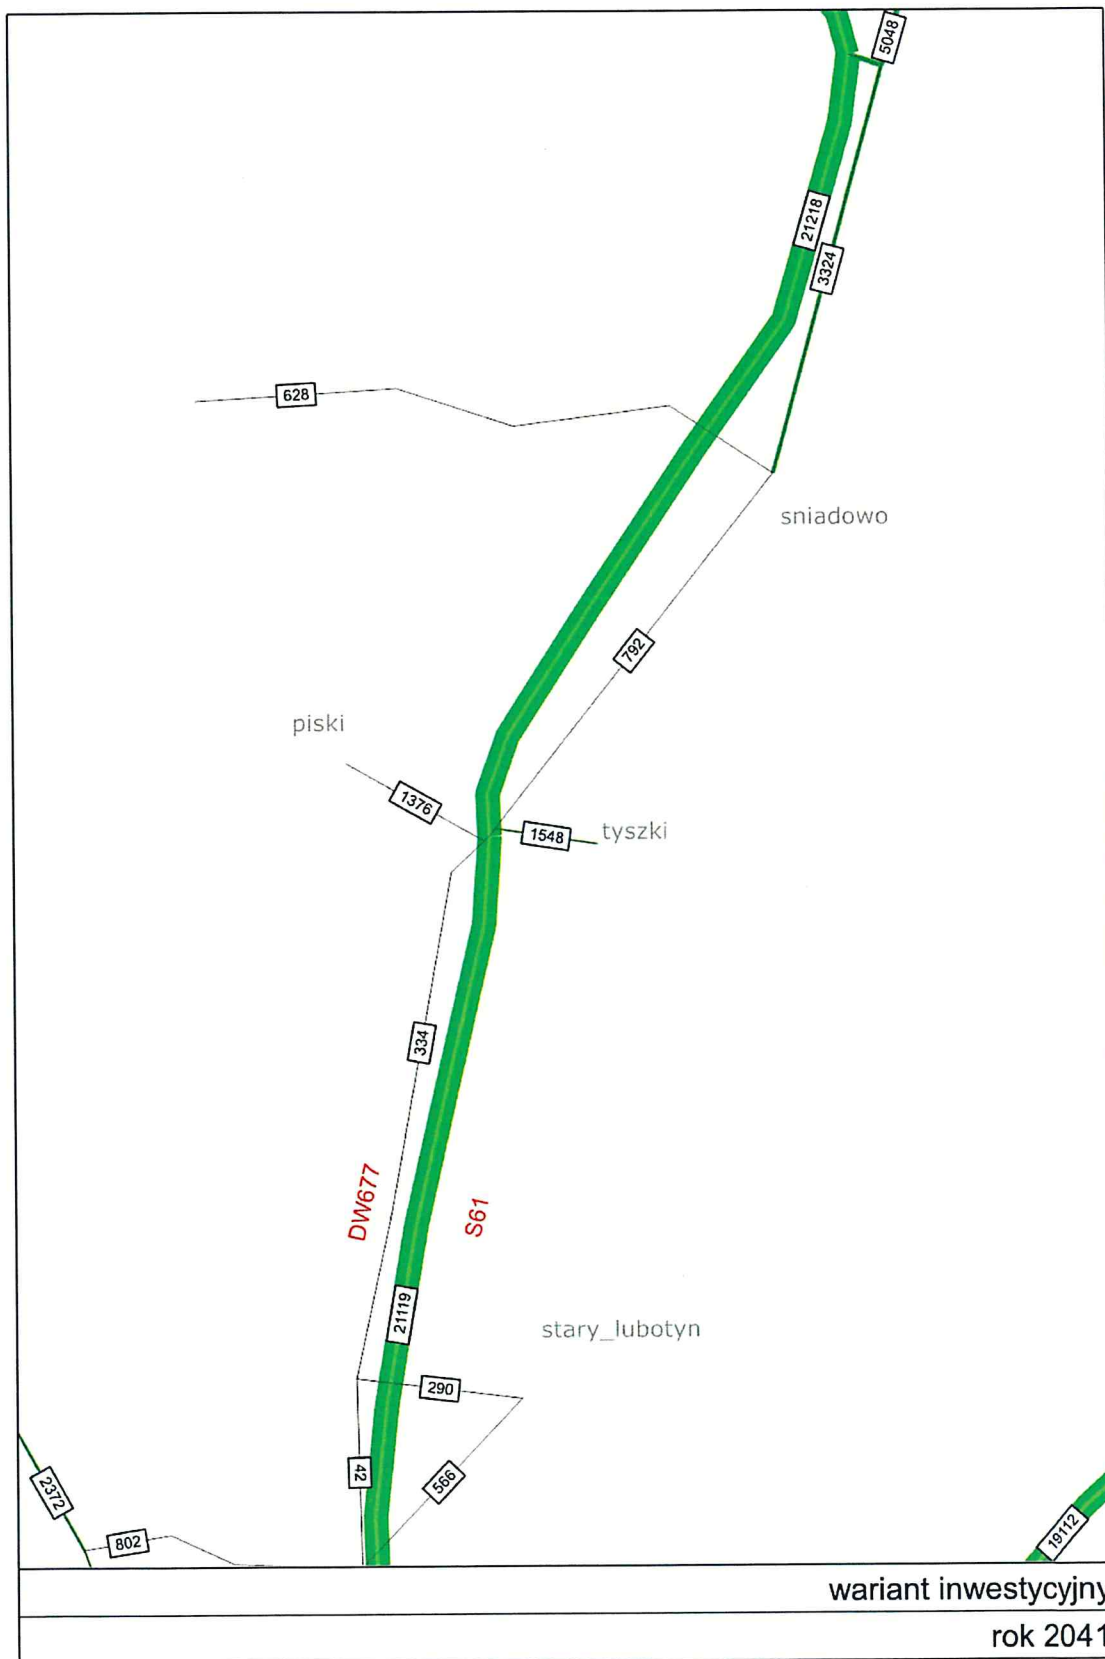 5048
21218
3324
628
sniadowo
792
piski
1376
1548
tyszki
334
DW677
S61
21119
stary_lubotyn
290
42
566
2372
802
19112
wariant inwestycyjny
rok 2041